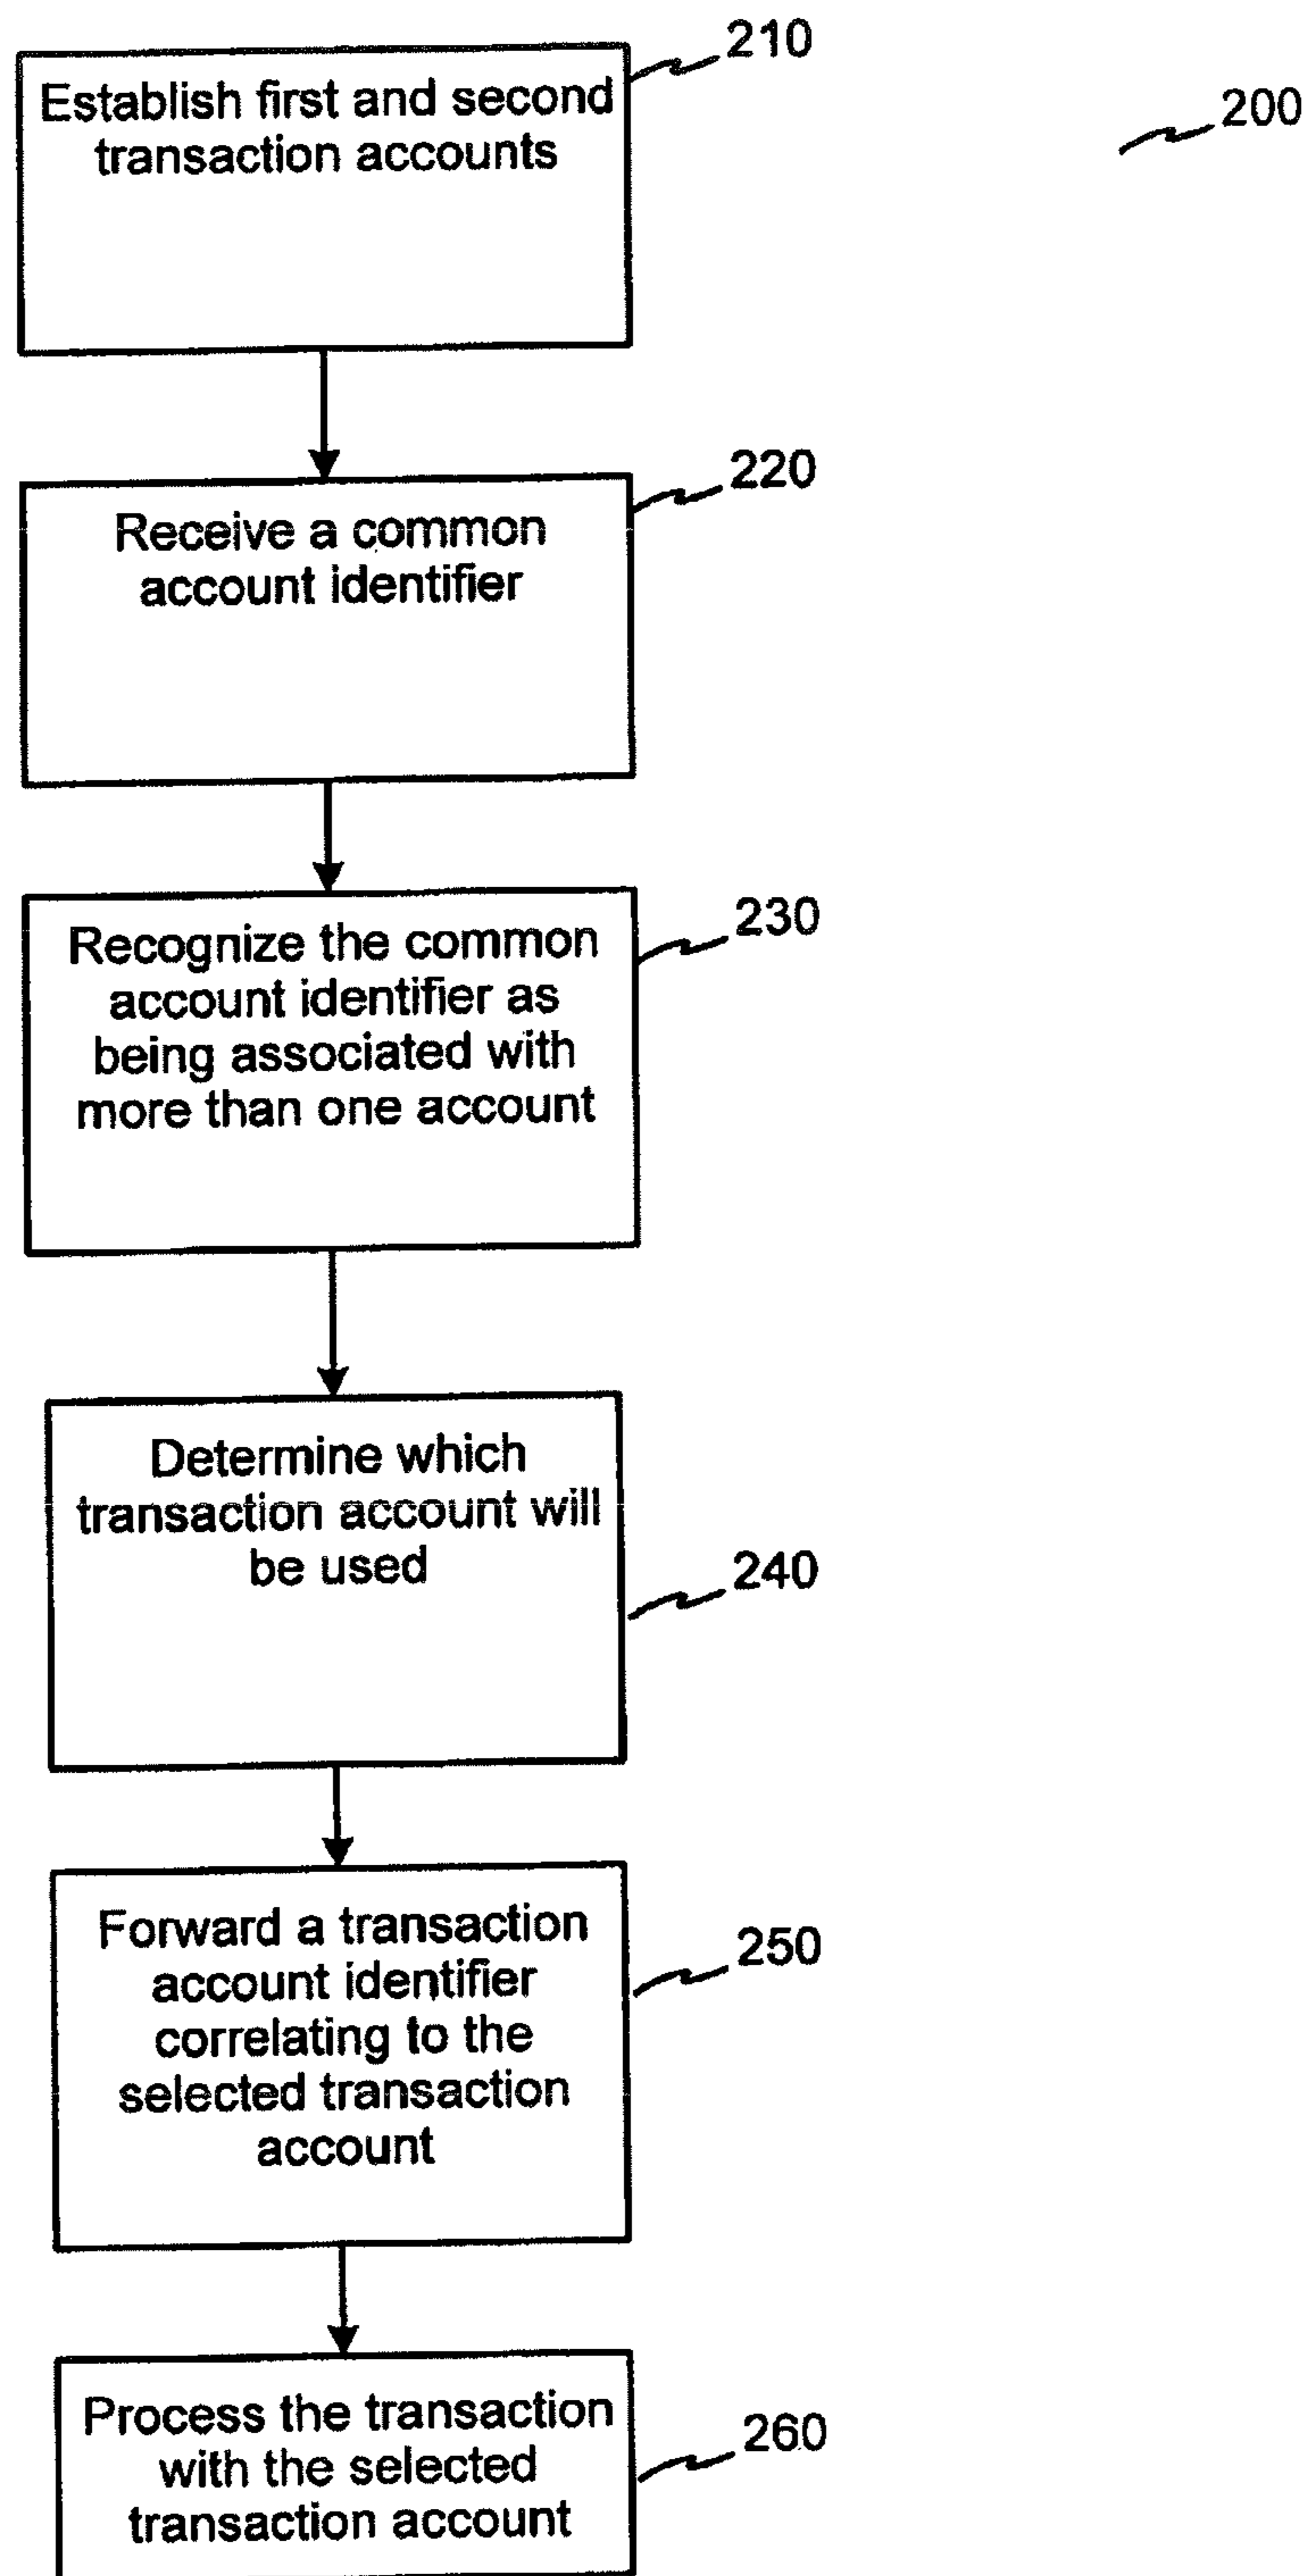 210
200
Establish first and second
transaction accounts
220
Receive a common
account identifier
230
Recognize the common
account identifier as
being associated with
more than one account
Determine which
transaction account will
be used
240
Forward a transaction
account identifier
correlating to the
selected transaction
account
250
Process the transaction
with the selected
transaction account
260